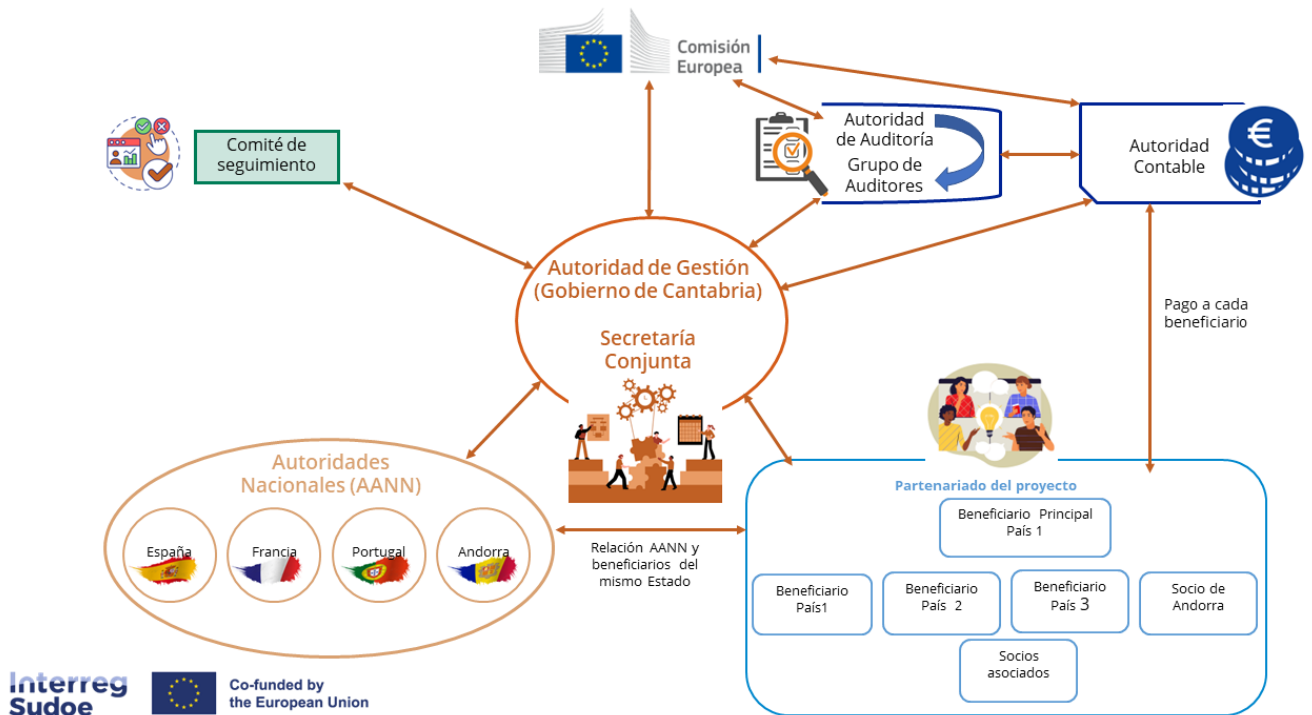 Comisión
Europea
Comité de
seguimiento
Autoridad
de Auditoría
Grupo de
Auditores
Autoridad
Contable
€
Autoridad de Gestión
(Gobierno de Cantabria)
Secretaría
Conjunta
Pago a cada
beneficiario
Autoridades
Nacionales (AANN)
España
Francia
Portugal
Andorra
Relación AANN y
beneficiarios del
mismo Estado
Partenariado del proyecto
Beneficiario Principal
País 1
Beneficiario
País1
Beneficiario
País 2
Beneficiario
País 3
Socio de
Andorra
Socios
asociados
Interreg
Sudoe
Co-funded by
the European Union